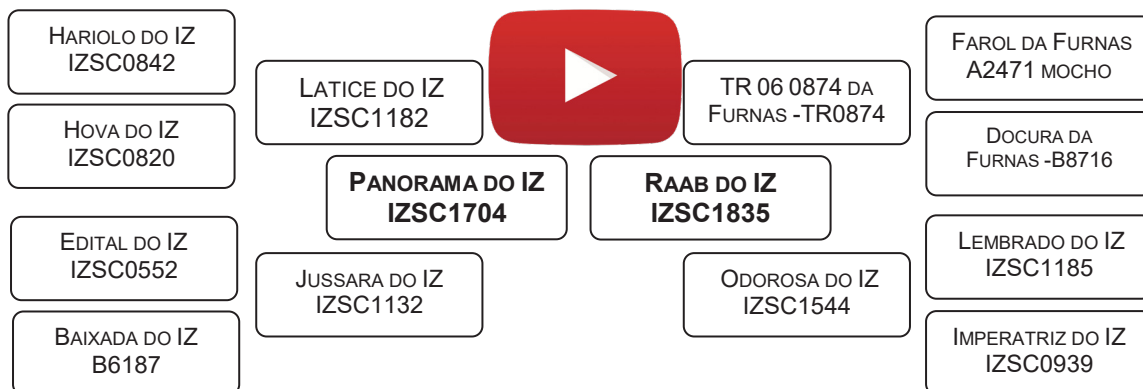 HARIOLO DO IZ
IZSC0842
HOVA DO IZ
IZSC0820
EDITAL DO IZ
IZSC0552
BAIXADA DO IZ
B6187
LATICE DO IZ
IZSC1182
JUSSARA DO IZ
IZSC1132
PANORAMA DO IZ
IZSC1704
RAAB DO IZ
IZSC1835
TR 06 0874 DA
FURNAS -TR0874
ODOROSA DO IZ
IZSC1544
FAROL DA FURNAS
A2471 MOCHO
DOCURA DA
FURNAS -B8716
LEMBRADO DO IZ
IZSC1185
IMPERATRIZ DO IZ
IZSC0939